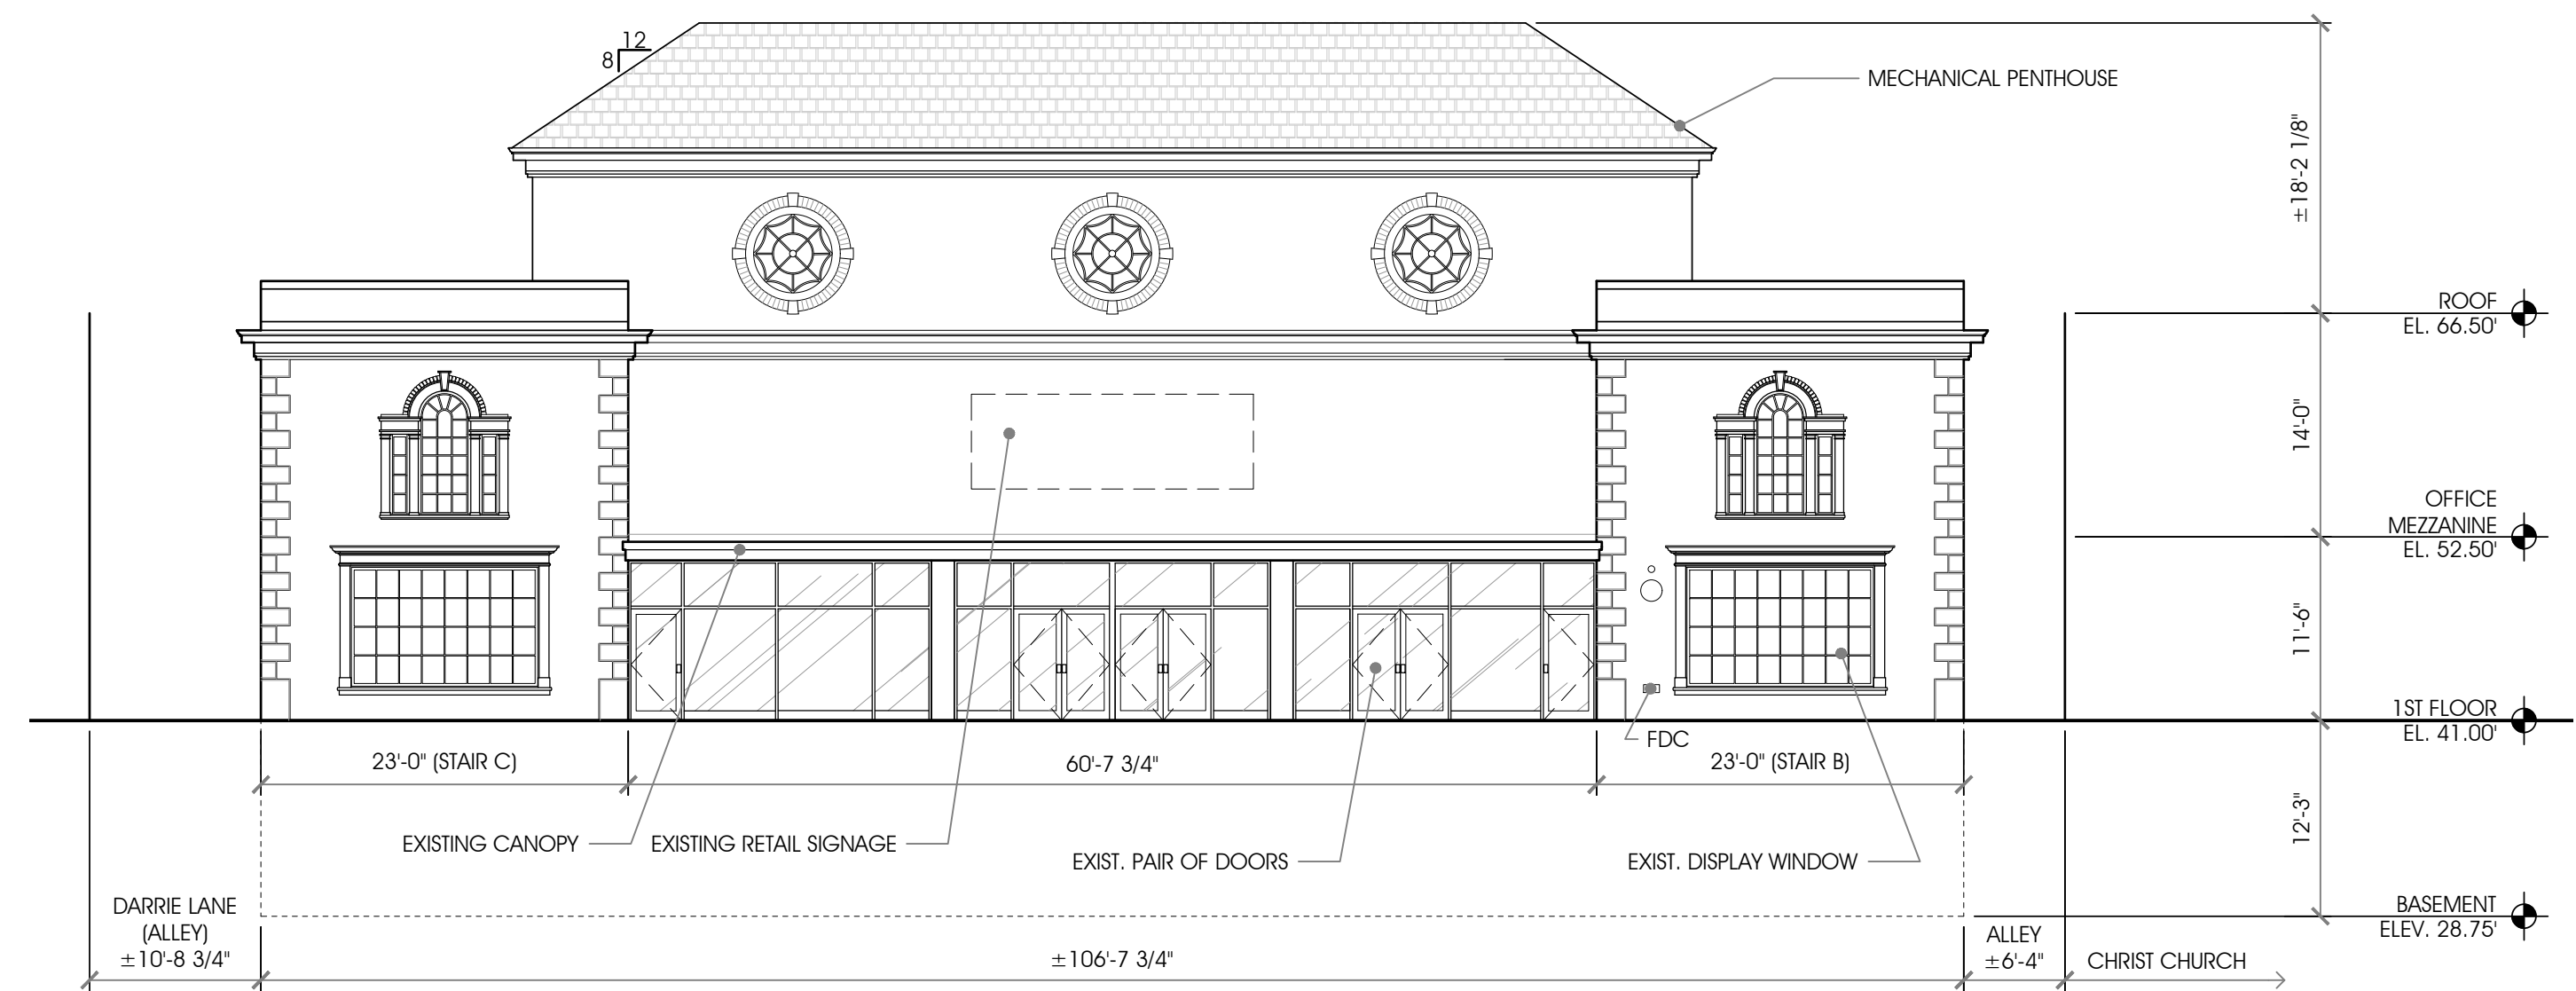 12
8
MECHANICAL PENTHOUSE
±18'-2 1/8"
ROOF
EL. 66.50'
14'-0"
OFFICE
MEZZANINE
EL. 52.50'
11'-6"
1ST FLOOR
EL. 41.00'
FDC
23'-0" (STAIR C)
60'-7 3/4"
23'-0" (STAIR B)
12'-3"
EXISTING CANOPY
EXISTING RETAIL SIGNAGE
EXIST. PAIR OF DOORS
EXIST. DISPLAY WINDOW
DARRIE LANE
(ALLEY)
±10'-8 3/4"
±106'-7 3/4"
ALLEY
±6'-4"
CHRIST CHURCH
BASEMENT
ELEV. 28.75'